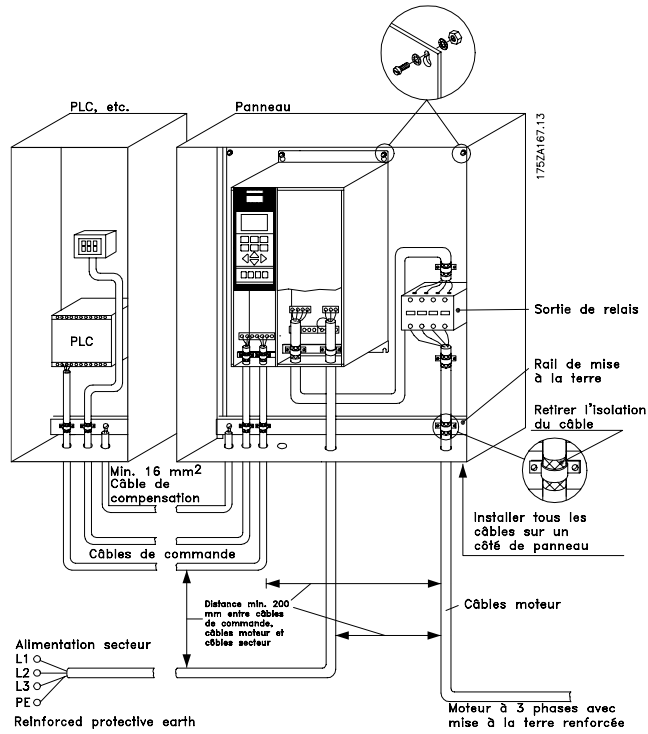 PLC, etc.
Panneau
175ZA167.13
PLC
Sortie de relais
Rail de mise
à la terre
Retirer l'isolation
du câble
Min. 16 mm2
Câble de
compensation
Installer tous les
câbles sur un
côté de panneau
Câbles de commande
Distance min. 200
mm entre câbles
de commande,
câbles moteur et
côbles secteur
Câbles moteur
Alimentation secteur
L1
L2
L3
PE
Reinforced protective earth
Moteur à 3 phases avec
mise à la terre renforcée